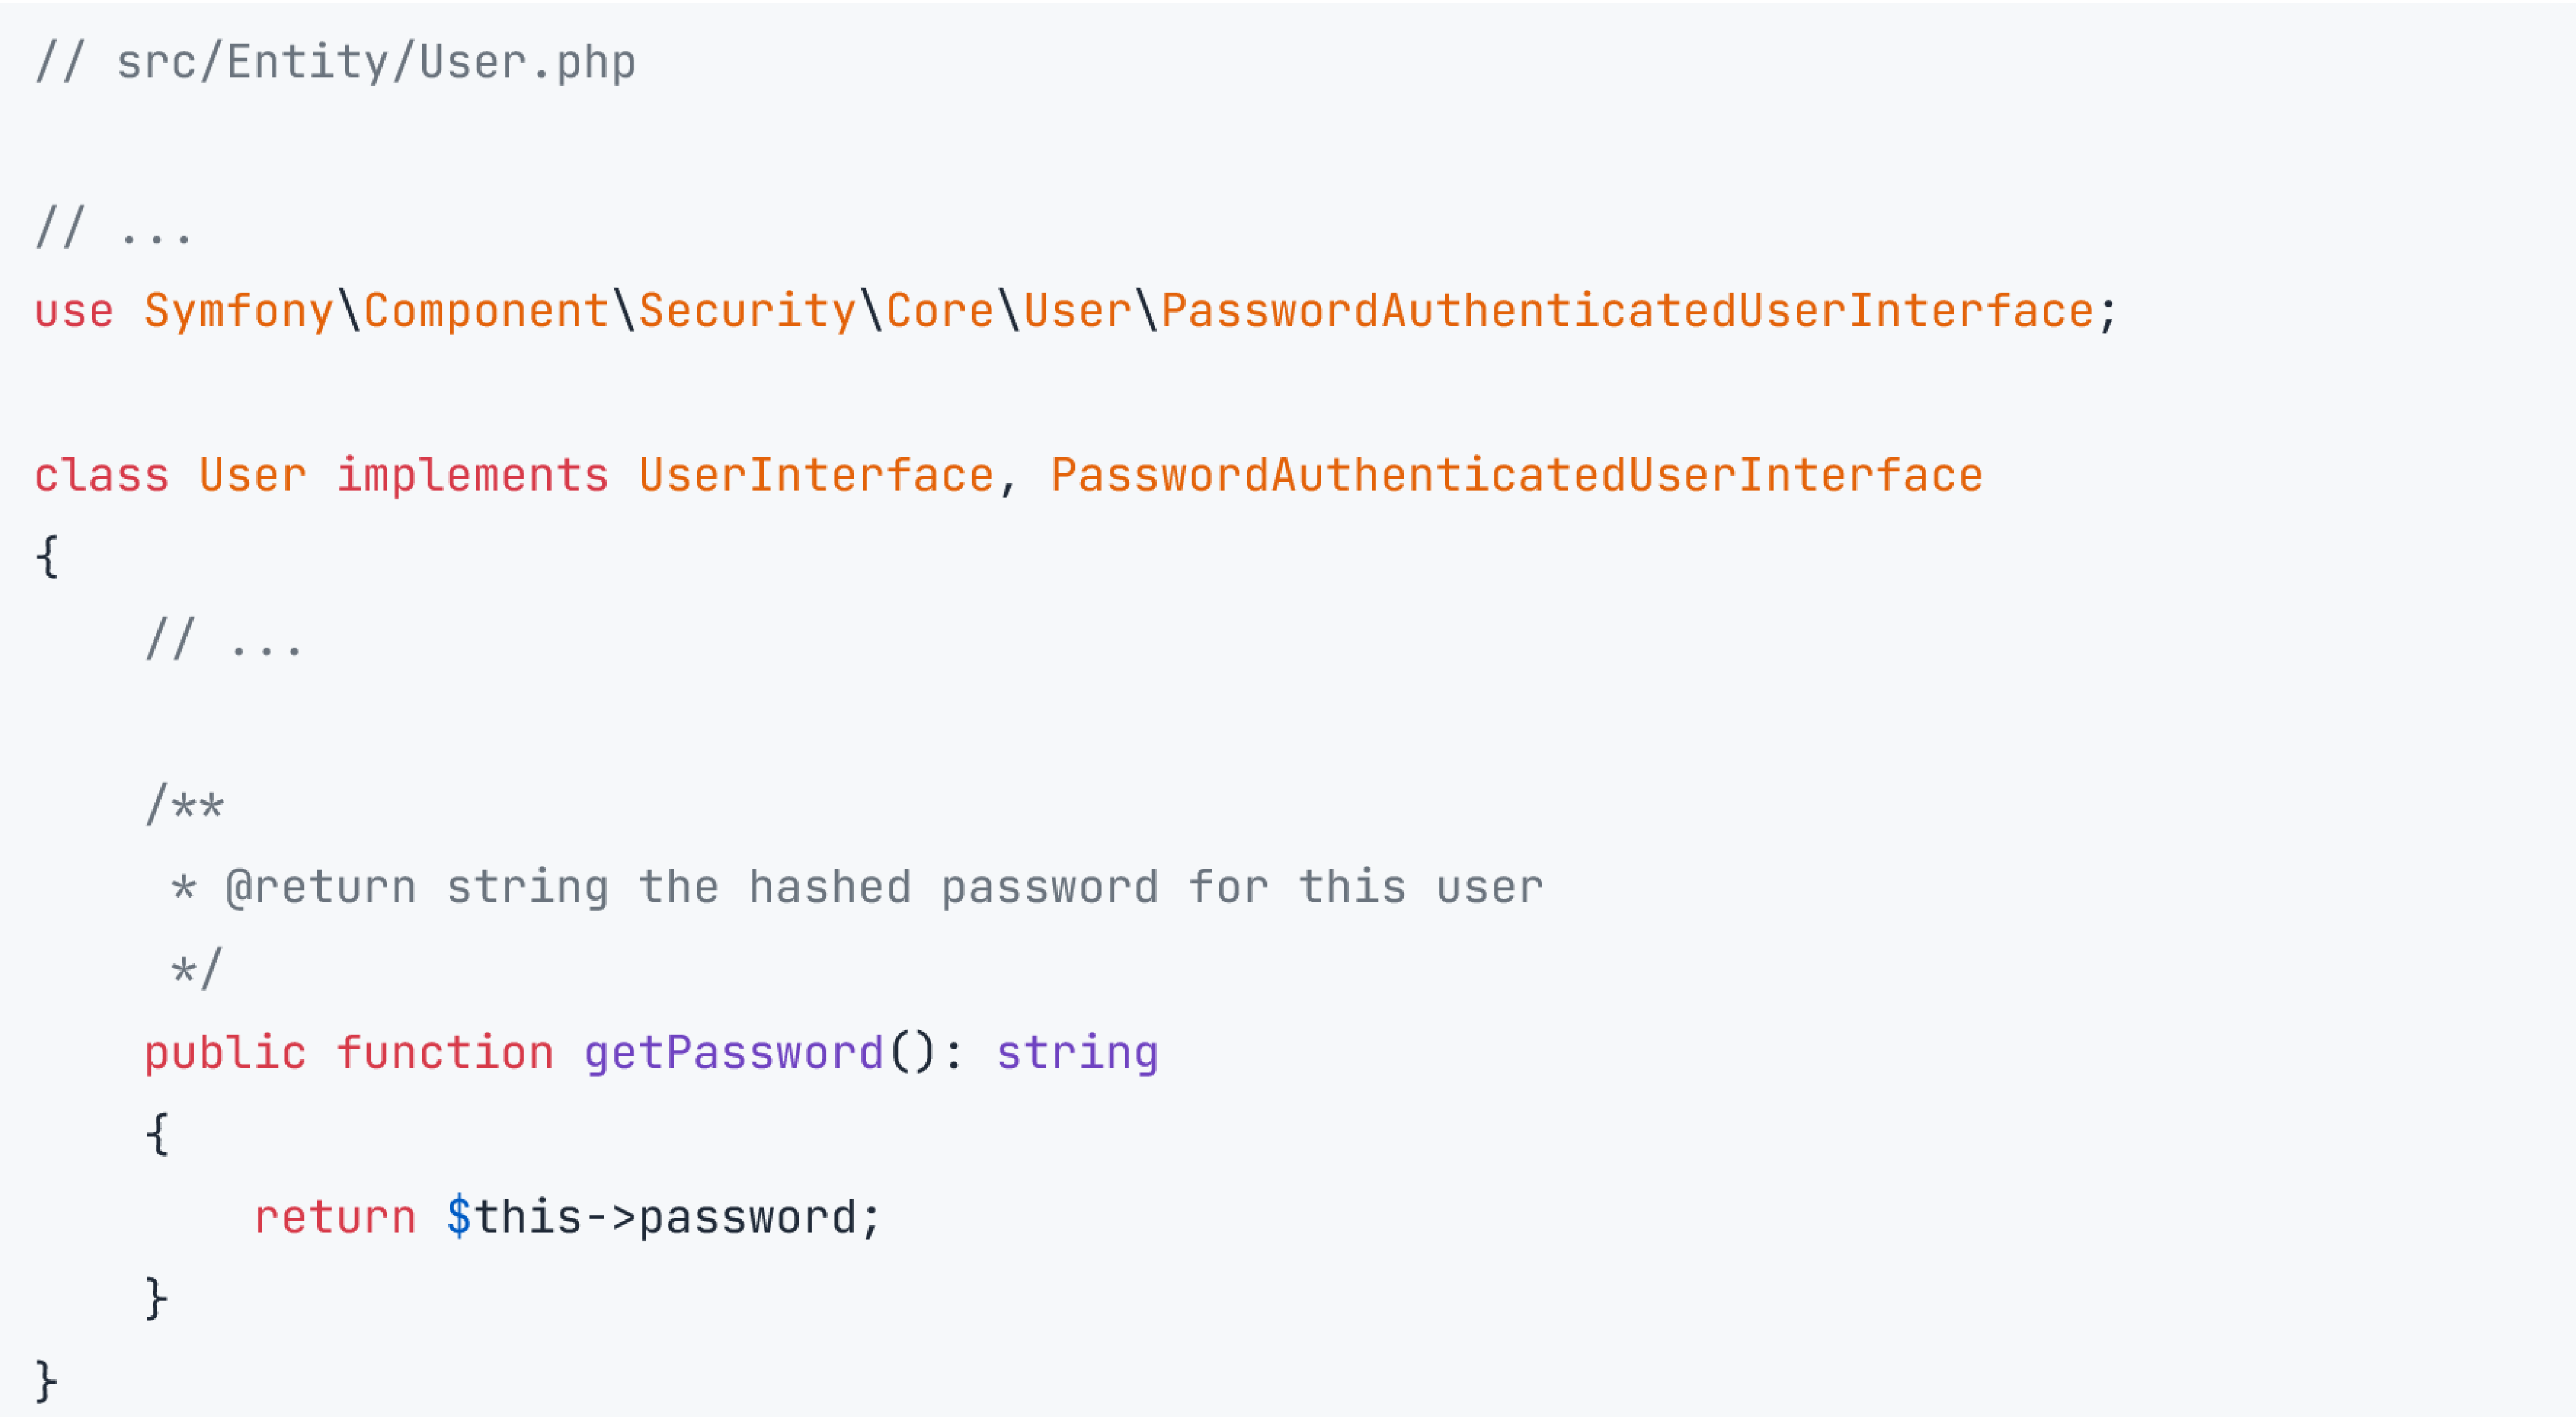 // src/Entity/User.php
// ...
use Symfony\Component\Security\Core\User\PasswordAuthenticatedUserInterface;
class User implements UserInterface, PasswordAuthenticatedUserInterface
{
    // ...
    /**
     * @return string the hashed password for this user
     */
    public function getPassword(): string
    {
        return $this->password;
    }
}